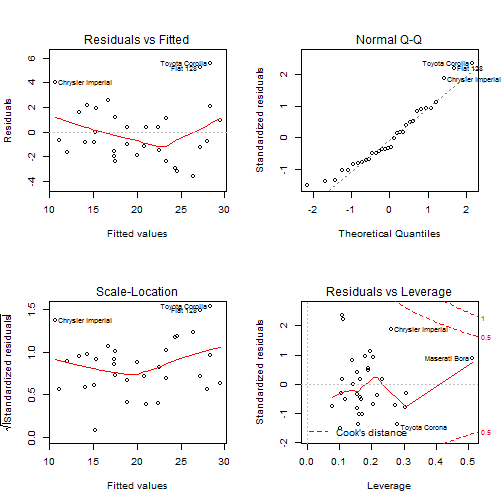 Residuals vs Fitted
Residuals
6
4
2
0
-2
-4
Toyota Corolla
Fiat 128
Chrysler Imperial
10
15
20
25
30
Fitted values
Normal Q-Q
Standardized residuals
2
1
0
-1
Toyota Corolla
Fiat 128
Chrysler Imperial
-2
-1
0
1
2
Theoretical Quantiles
Scale-Location
√|Standardized residuals|
1.5
1.0
0.5
0.0
Toyota Corolla
Fiat 128
Chrysler Imperial
10
15
20
25
30
Fitted values
Residuals vs Leverage
Standardized residuals
2
1
0
-1
-2
Chrysler Imperial
Maserati Bora
Toyota Corona
Cook's distance
1
0.5
0.5
0.0
0.1
0.2
0.3
0.4
0.5
Leverage